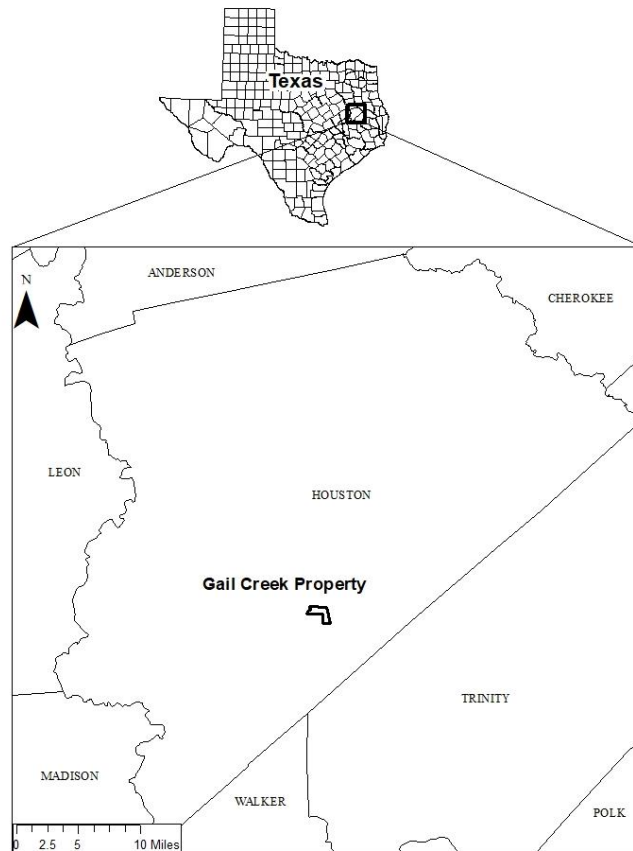 Texas
N
ANDERSON
CHEROKEE
LEON
HOUSTON
Gail Creek Property
TRINITY
MADISON
WALKER
POLK
0 2.5 5 10 Miles